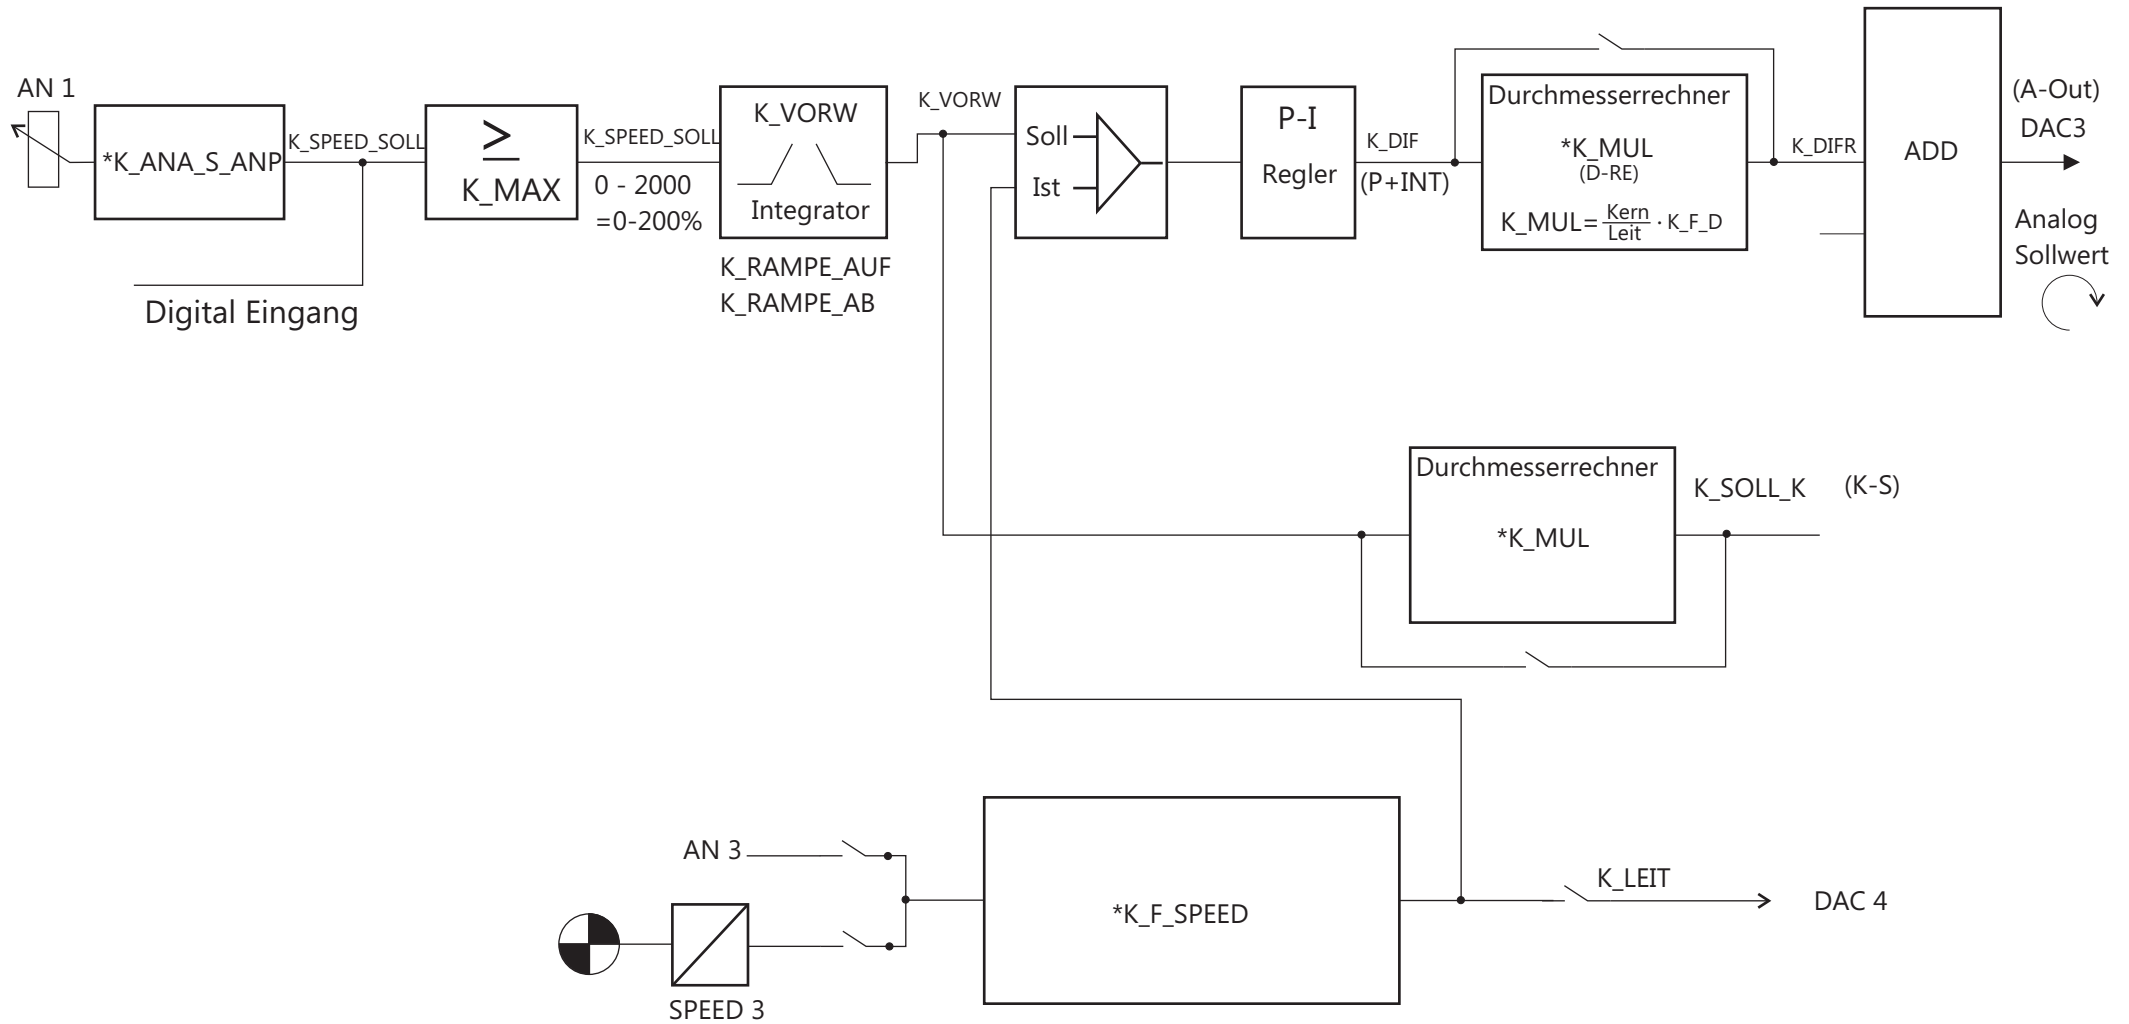 AN 1
*K_ANA_S_ANP
K_SPEED_SOLL
Digital Eingang
≥
K_MAX
K_SPEED_SOLL
0 - 2000
=0-200%
K_VORW
Integrator
K_RAMPE_AUF
K_RAMPE_AB
K_VORW
Soll
Ist
P-I
Regler
K_DIF
(P+INT)
Durchmesserrechner
*K_MUL
(D-RE)
K_MUL= Kern/Leit · K_F_D
K_DIFR
ADD
(A-Out)
DAC3
Analog
Sollwert
Durchmesserrechner
*K_MUL
K_SOLL_K (K-S)
AN 3
SPEED 3
*K_F_SPEED
K_LEIT
DAC 4